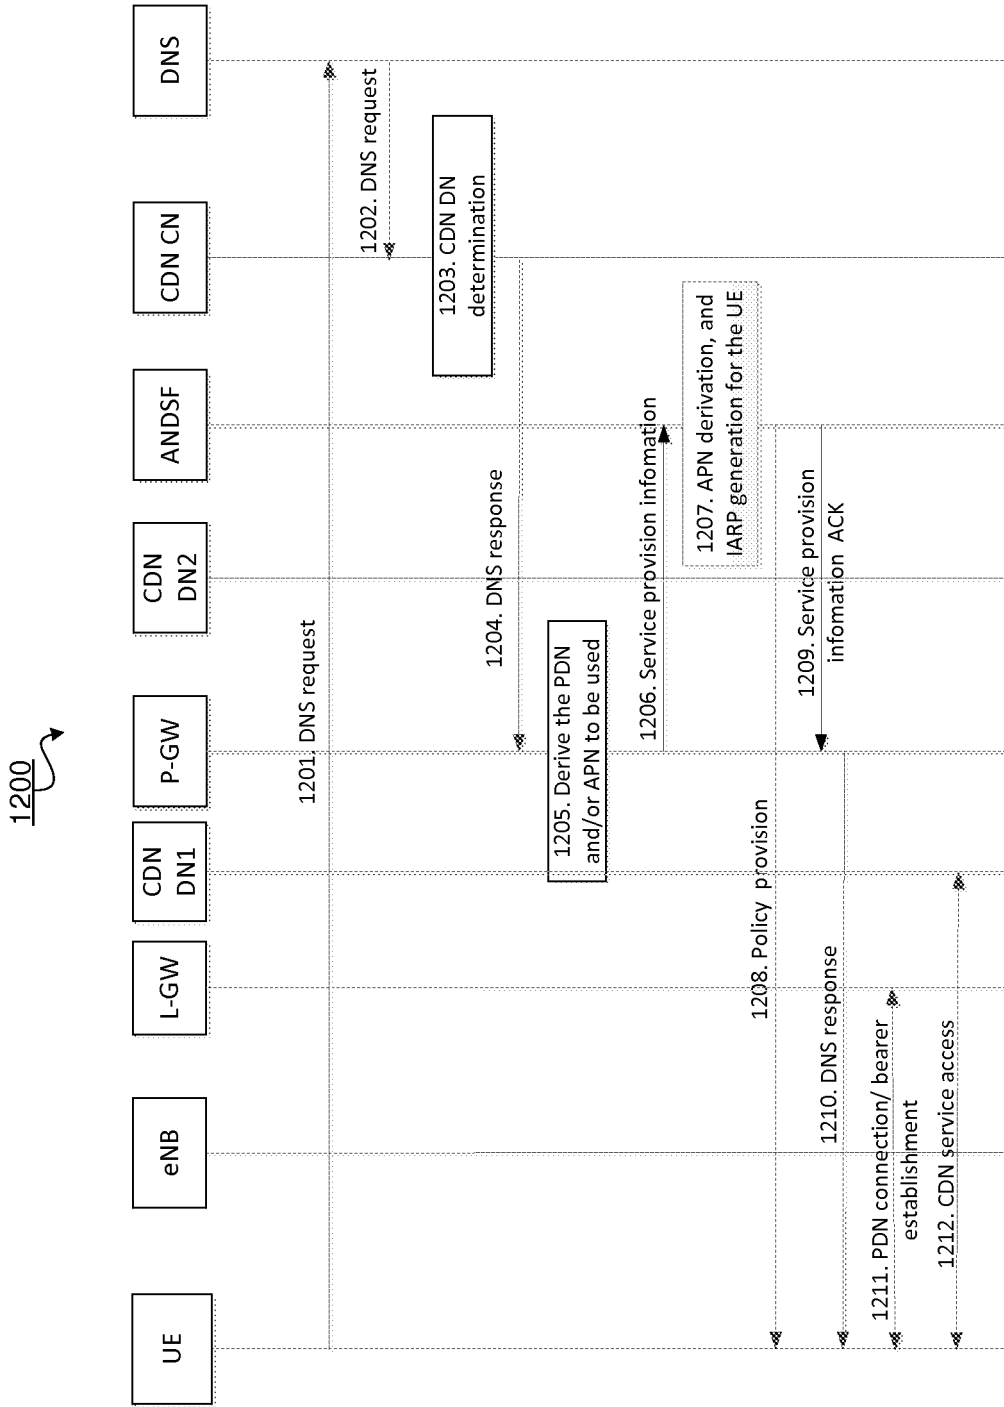 1200
UE
eNB
L-GW
CDN
DN1
P-GW
CDN
DN2
ANDSF
CDN CN
DNS
1201. DNS request
1202. DNS request
1203. CDN DN
determination
1204. DNS response
1205. Derive the PDN
and/or APN to be used
1206. Service provision infomation
1207. APN derivation, and
IARP generation for the UE
1208. Policy provision
1209. Service provision
infomation ACK
1210. DNS response
1211. PDN connection/ bearer
establishment
1212. CDN service access